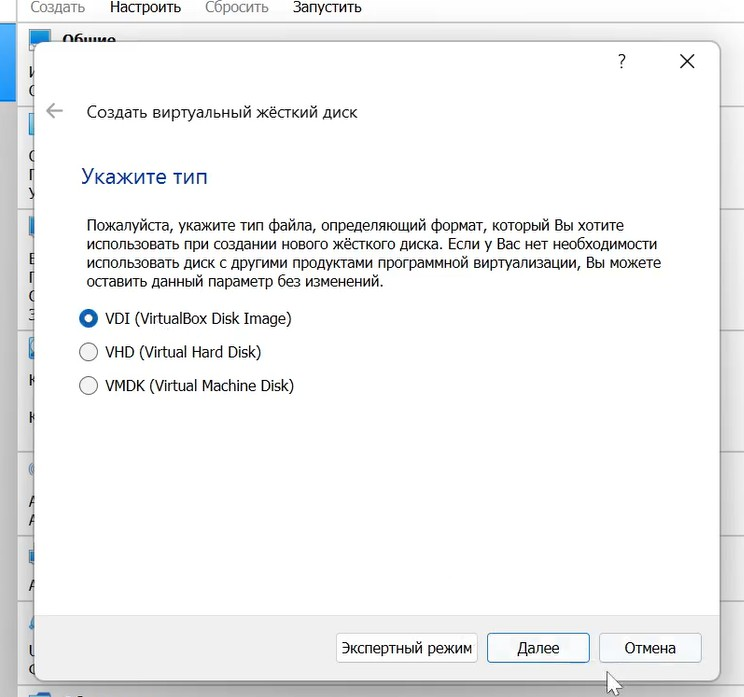 Создать Настроить Сбросить Запустить
Общие
?
Создать виртуальный жёсткий диск
Укажите тип
Пожалуйста, укажите тип файла, определяющий формат, который Вы хотите
использовать при создании нового жёсткого диска. Если у Вас нет необходимости
использовать диск с другими продуктами программной виртуализации, Вы можете
оставить данный параметр без изменений.
VDI (VirtualBox Disk Image)
VHD (Virtual Hard Disk)
VMDK (Virtual Machine Disk)
Экспертный режим Далее Отмена